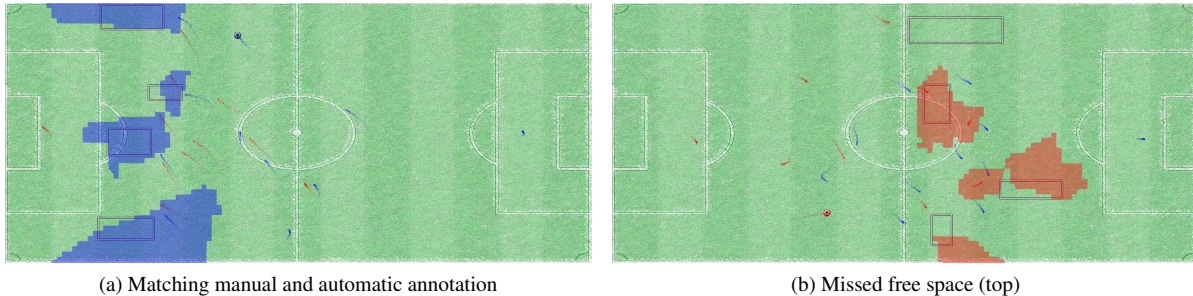 (a) Matching manual and automatic annotation
(b) Missed free space (top)